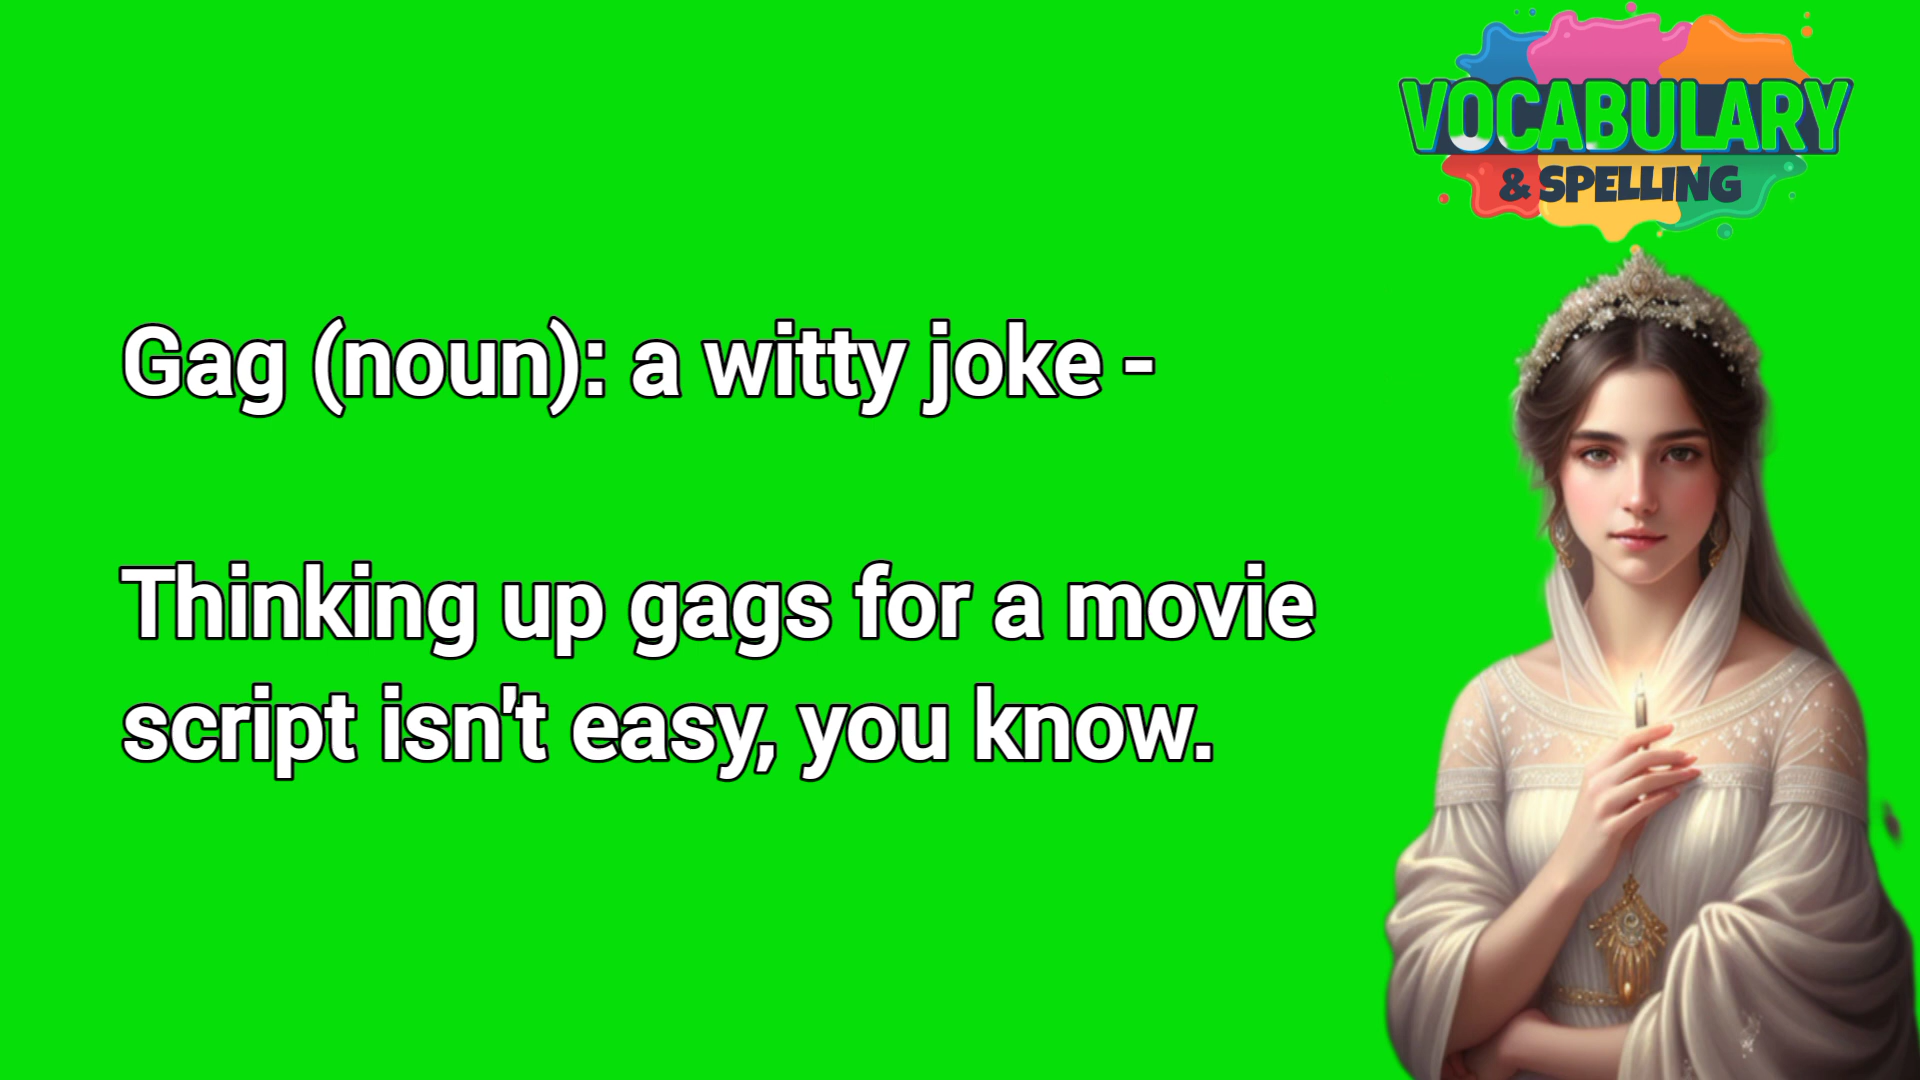 VOCABULARY
& SPELLING
Gag (noun): a witty joke -
Thinking up gags for a movie
script isn't easy, you know.